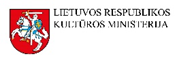 LIETUVOS RESPUBLIKOS
KULTŪROS MINISTERIJA